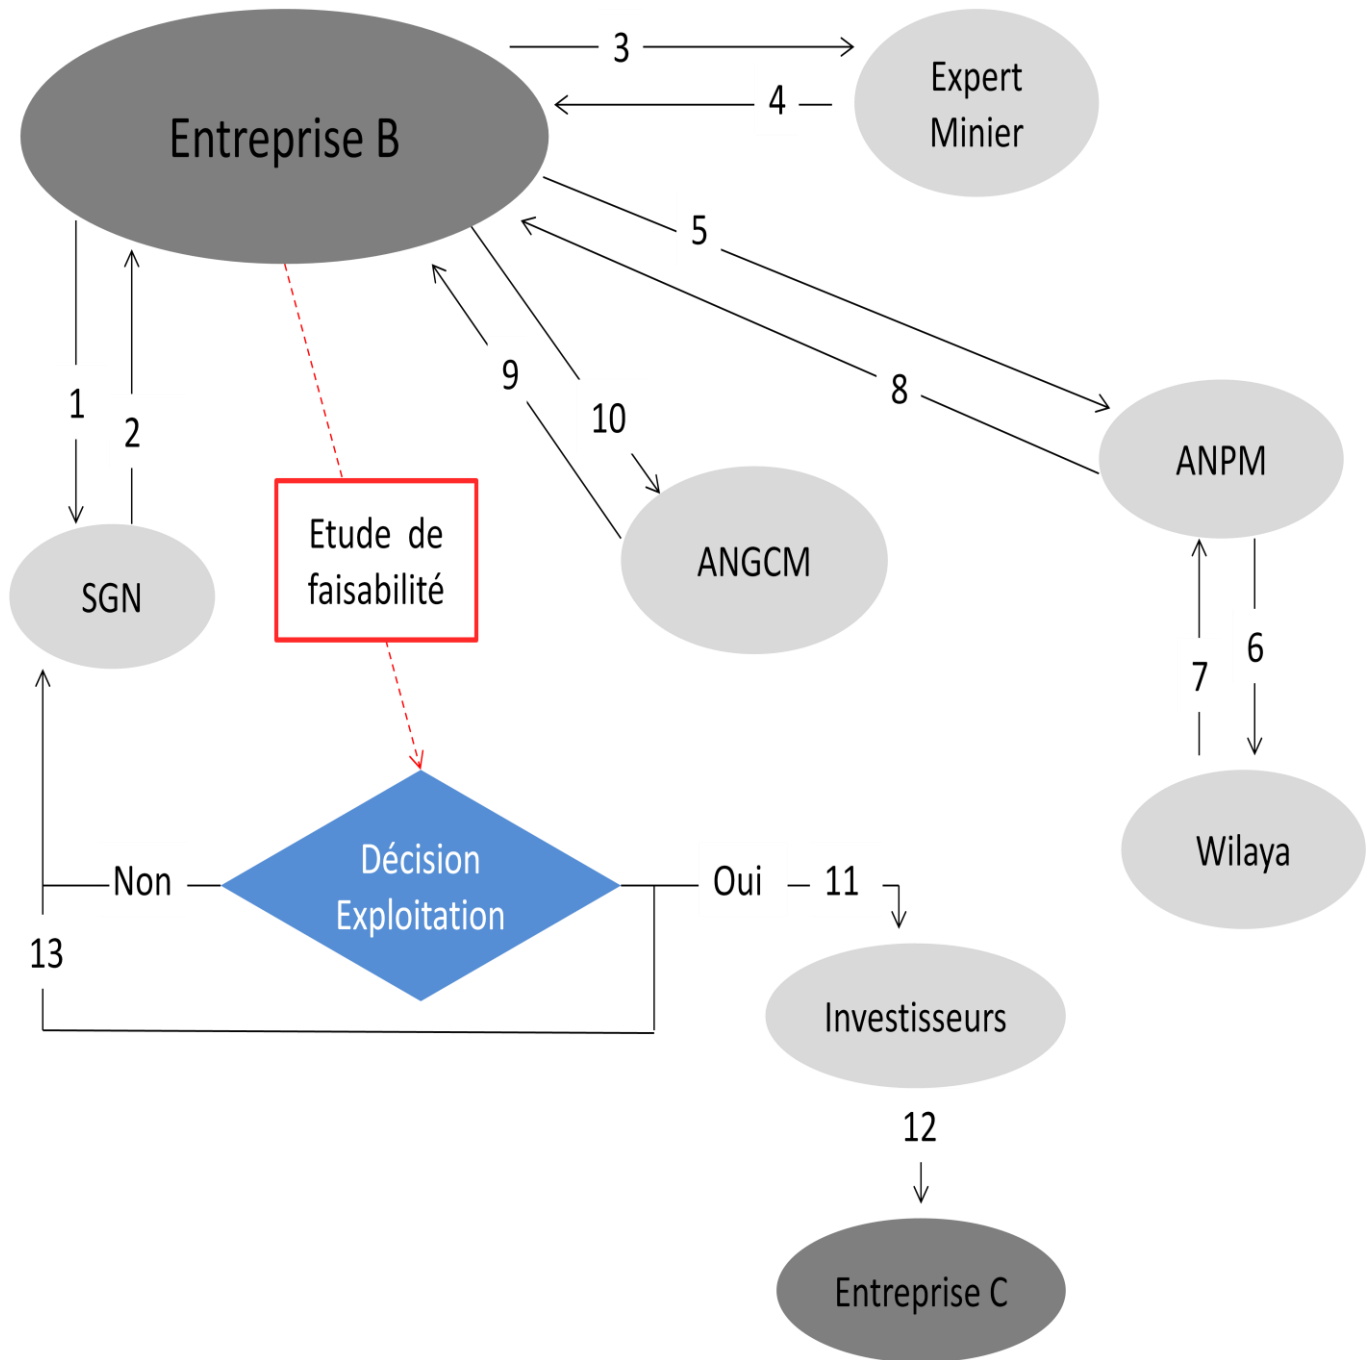 3
Expert
Minier
4
Entreprise B
5
8
9
10
1
2
ANPM
Etude de
faisabilité
ANGCM
SGN
7
6
Wilaya
Décision
Exploitation
Non
Oui
11
13
Investisseurs
12
Entreprise C